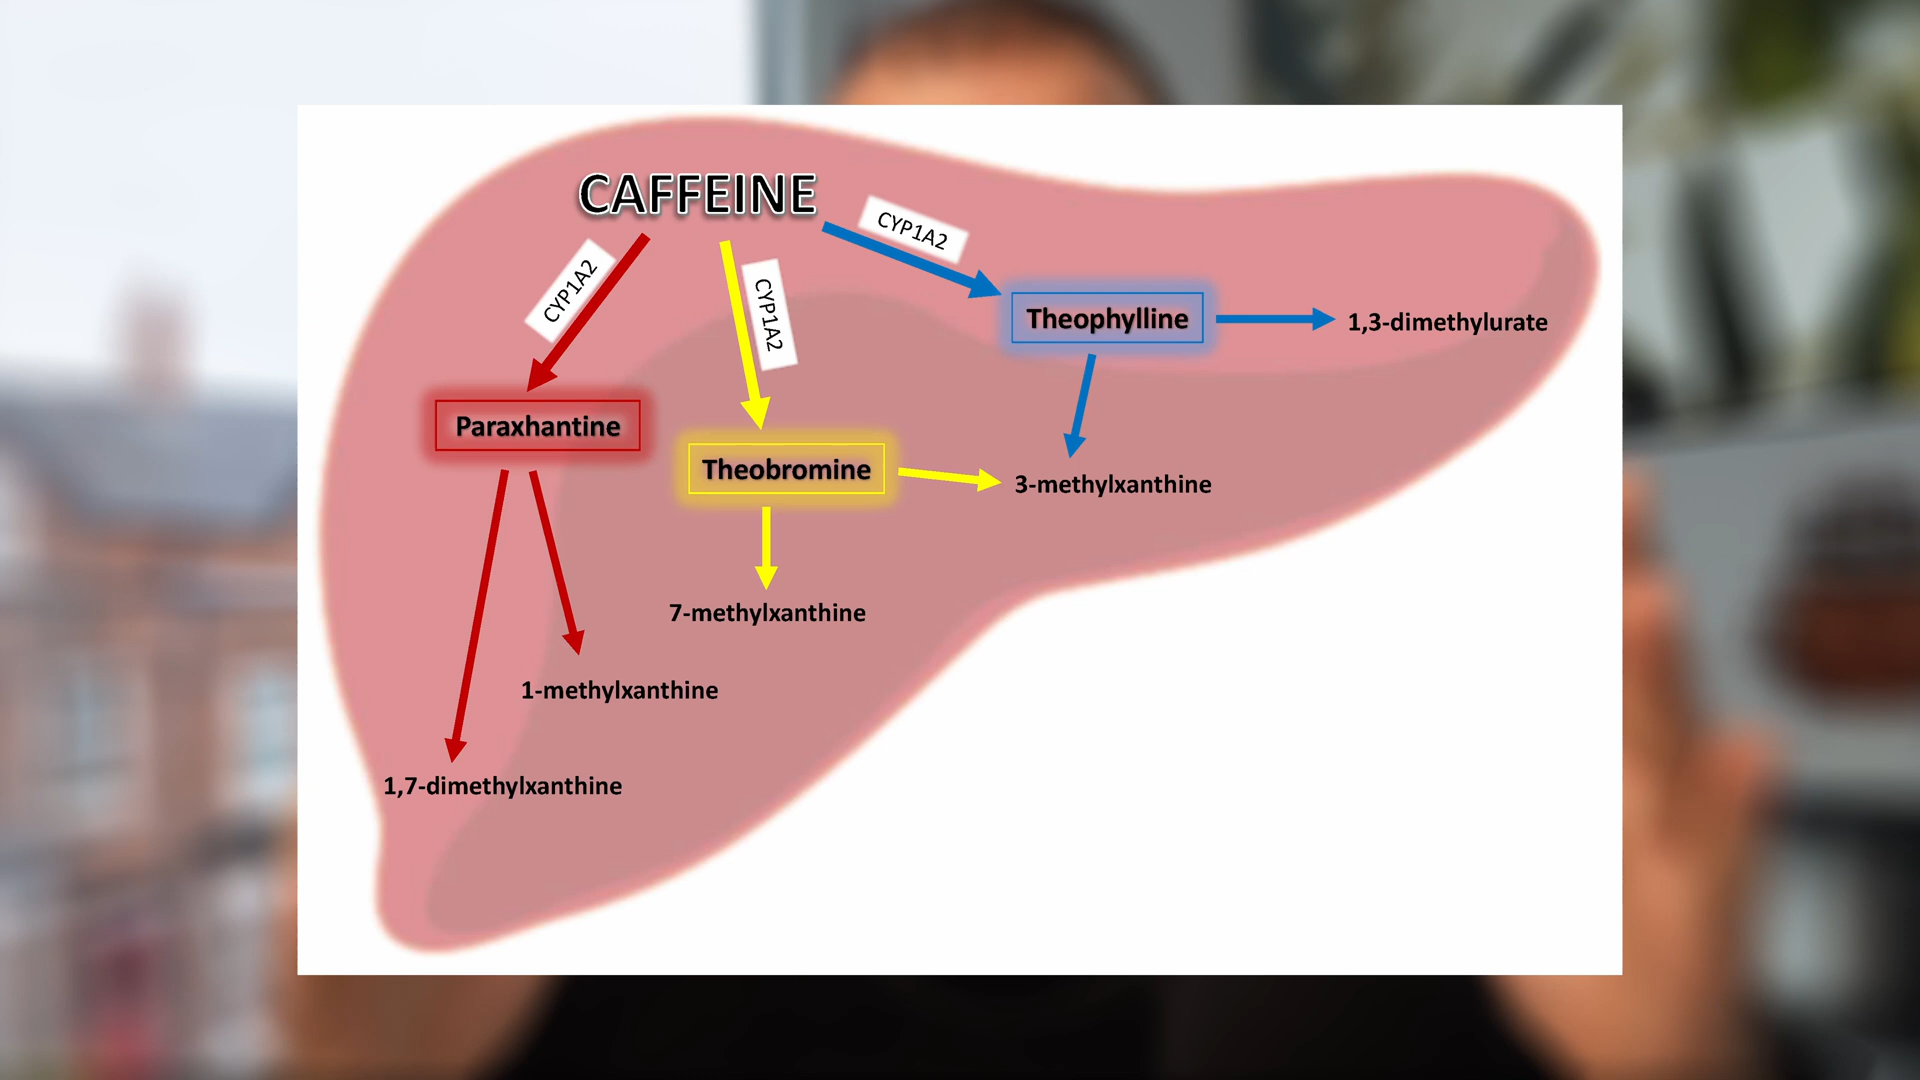 CAFFEINE
CYP1A2
CYP1A2
CYP1A2
Theophylline
1,3-dimethylurate
Paraxhantine
Theobromine
3-methylxanthine
7-methylxanthine
1-methylxanthine
1,7-dimethylxanthine